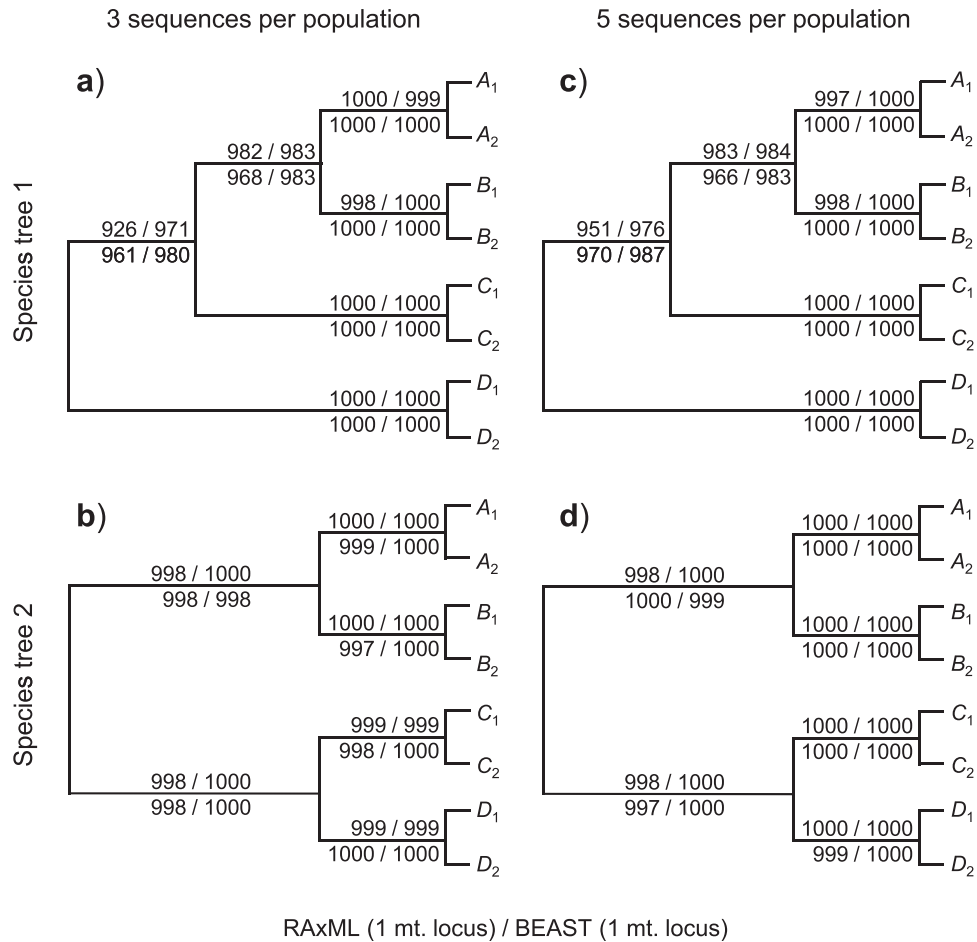 3 sequences per population
5 sequences per population
Species tree 1
a)
1000 / 999
1000 / 1000
982 / 983
968 / 983
998 / 1000
1000 / 1000
926 / 971
961 / 980
1000 / 1000
1000 / 1000
1000 / 1000
1000 / 1000
A1
A2
B1
B2
C1
C2
D1
D2
c)
997 / 1000
1000 / 1000
983 / 984
966 / 983
998 / 1000
1000 / 1000
951 / 976
970 / 987
1000 / 1000
1000 / 1000
1000 / 1000
1000 / 1000
A1
A2
B1
B2
C1
C2
D1
D2
Species tree 2
b)
1000 / 1000
999 / 1000
998 / 1000
998 / 998
1000 / 1000
997 / 1000
999 / 999
998 / 1000
998 / 1000
998 / 1000
999 / 999
1000 / 1000
A1
A2
B1
B2
C1
C2
D1
D2
d)
1000 / 1000
1000 / 1000
998 / 1000
1000 / 999
1000 / 1000
1000 / 1000
1000 / 1000
1000 / 1000
998 / 1000
997 / 1000
1000 / 1000
999 / 1000
A1
A2
B1
B2
C1
C2
D1
D2
RAxML (1 mt. locus) / BEAST (1 mt. locus)